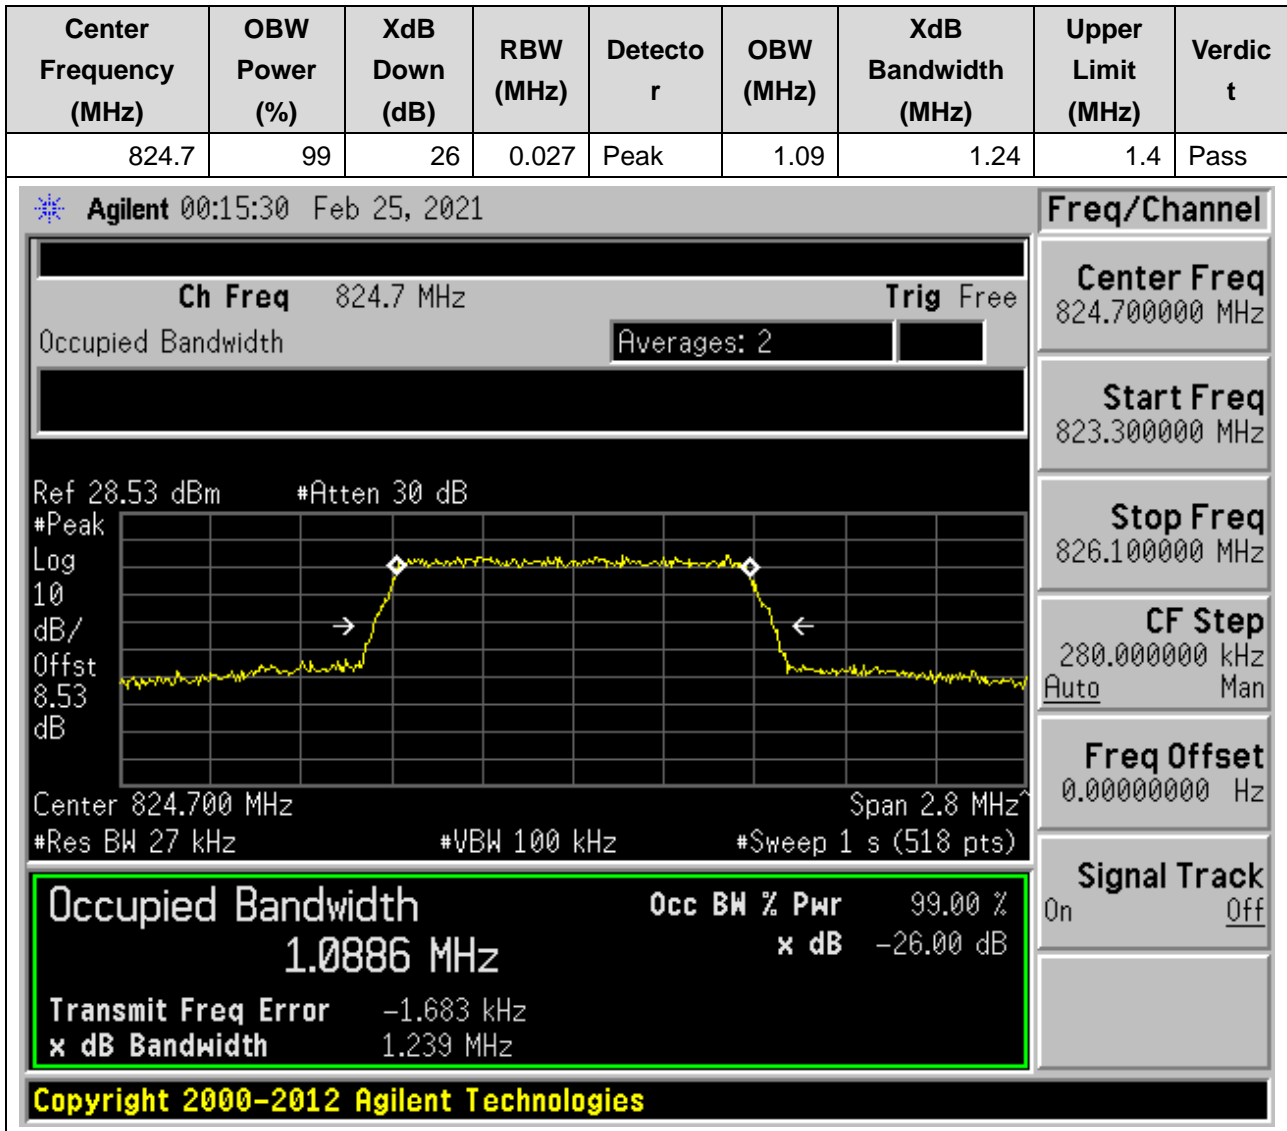 Center Frequency (MHz) OBW Power (%) XdB Down (dB) RBW (MHz) Detecto r OBW (MHz) XdB Bandwidth (MHz) Upper Limit (MHz) Verdic t
824.7 99 26 0.027 Peak 1.09 1.24 1.4 Pass
Agilent 00:15:30 Feb 25, 2021
Ch Freq 824.7 MHz Trig Free
Occupied Bandwidth Averages: 2
Ref 28.53 dBm #Atten 30 dB
#Peak
Log
10
dB/
Offst
8.53
dB
Center 824.700 MHz Span 2.8 MHz^
#Res BW 27 kHz #VBW 100 kHz #Sweep 1 s (518 pts)
Occupied Bandwidth Occ BW % Pwr 99.00 %
1.0886 MHz x dB -26.00 dB
Transmit Freq Error -1.683 kHz
x dB Bandwidth 1.239 MHz
Copyright 2000-2012 Agilent Technologies
Freq/Channel
Center Freq
824.700000 MHz
Start Freq
823.300000 MHz
Stop Freq
826.100000 MHz
CF Step
280.000000 kHz
Auto Man
Freq Offset
0.00000000 Hz
Signal Track
On Off